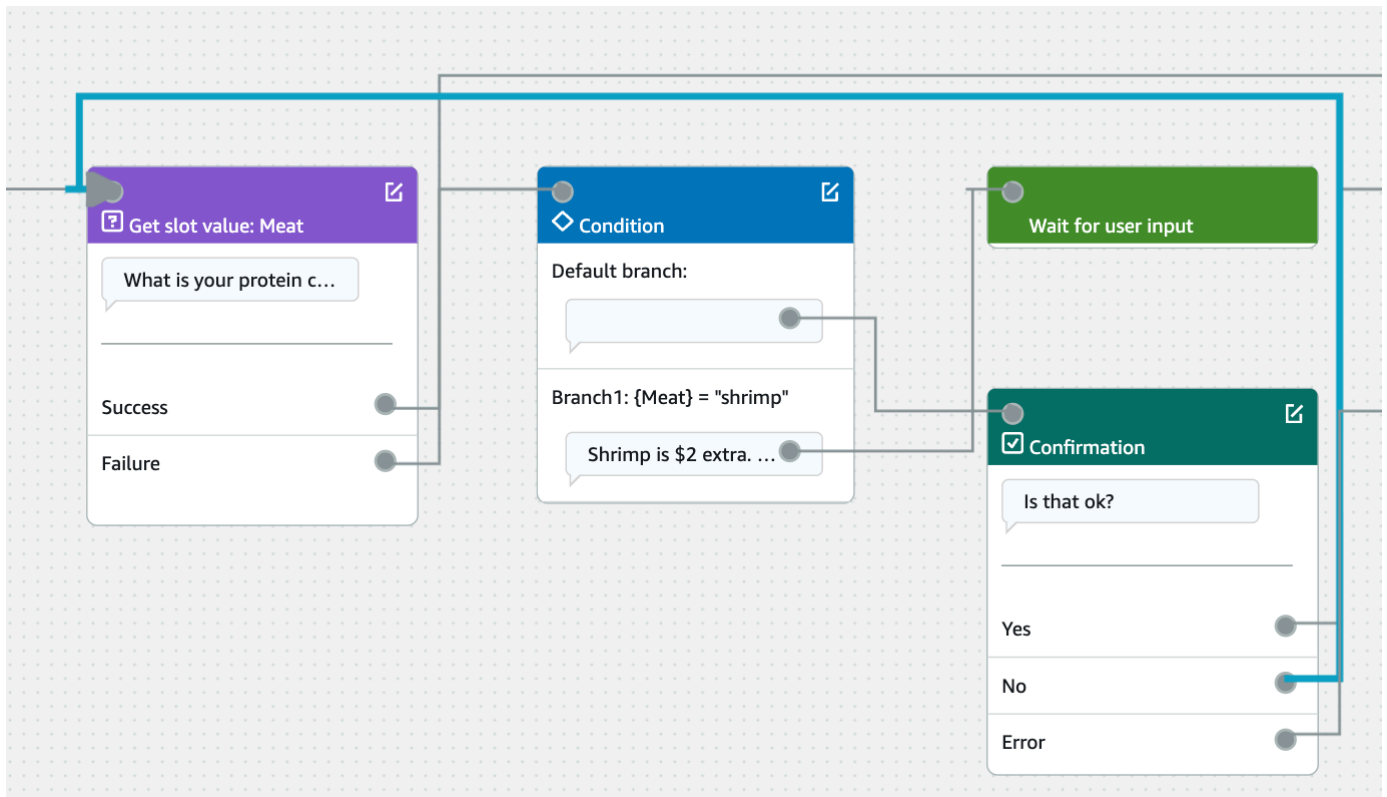 Get slot value: Meat
What is your protein c...
Success
Failure
Condition
Default branch:
Branch1: {Meat} = "shrimp"
Shrimp is $2 extra. ...
Wait for user input
Confirmation
Is that ok?
Yes
No
Error